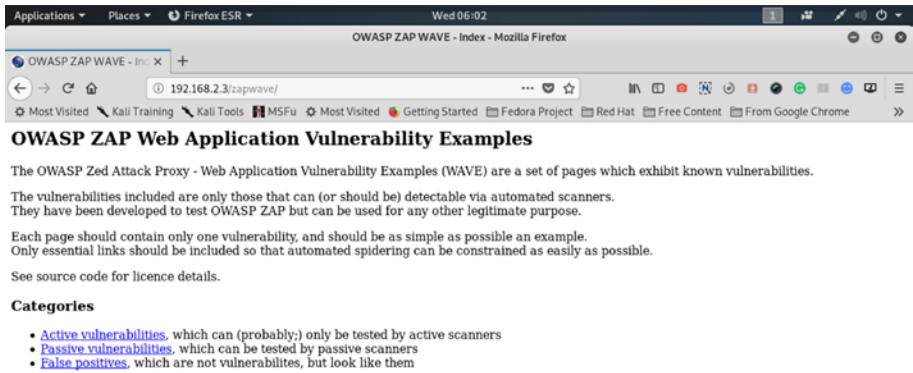 Applications Places Firefox ESR Wed 06:02 1
OWASP ZAP WAVE - Index - Mozilla Firefox
OWASP ZAP WAVE - Ind
192.168.2.3/zapwave/
Most Visited Kali Training Kali Tools MSFu Most Visited Getting Started Fedora Project Red Hat Free Content From Google Chrome
OWASP ZAP Web Application Vulnerability Examples
The OWASP Zed Attack Proxy - Web Application Vulnerability Examples (WAVE) are a set of pages which exhibit known vulnerabilities.
The vulnerabilities included are only those that can (or should be) detectable via automated scanners.
They have been developed to test OWASP ZAP but can be used for any other legitimate purpose.
Each page should contain only one vulnerability, and should be as simple as possible an example.
Only essential links should be included so that automated spidering can be constrained as easily as possible.
See source code for licence details.
Categories
• Active vulnerabilities, which can (probably;) only be tested by active scanners
• Passive vulnerabilities, which can be tested by passive scanners
• False positives, which are not vulnerabilites, but look like them